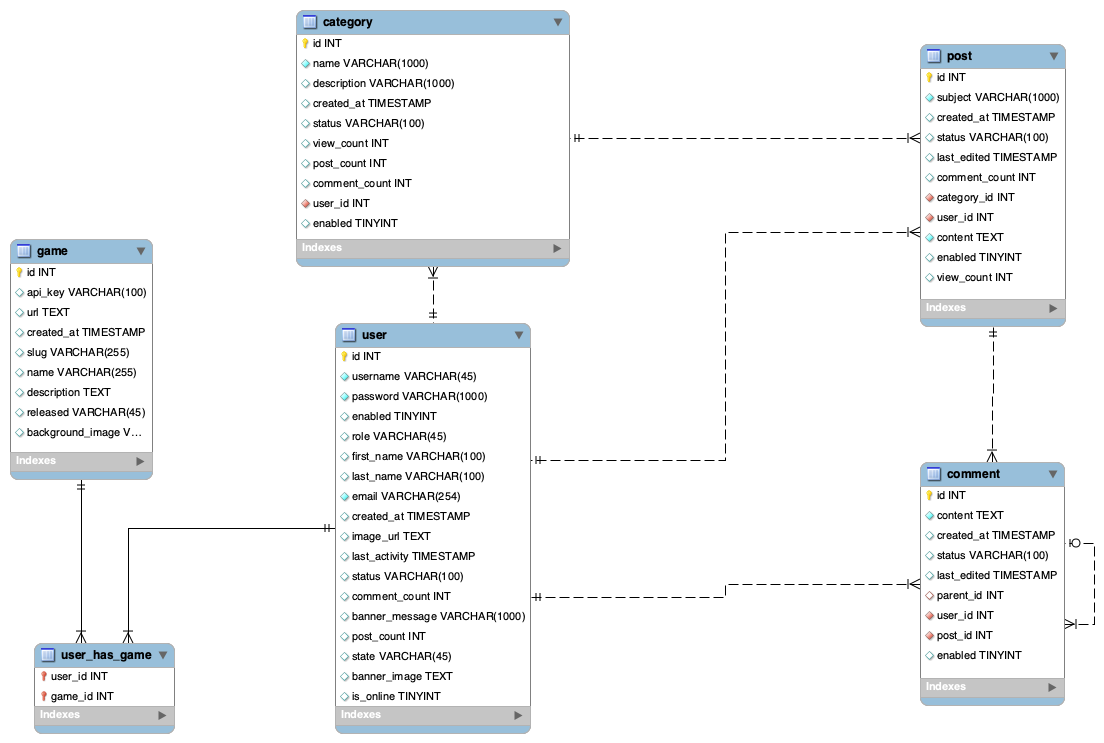 category
id INT
name VARCHAR(1000)
description VARCHAR(1000)
created_at TIMESTAMP
status VARCHAR(100)
view_count INT
post_count INT
comment_count INT
user_id INT
enabled TINYINT
Indexes
post
id INT
subject VARCHAR(1000)
created_at TIMESTAMP
status VARCHAR(100)
last_edited TIMESTAMP
comment_count INT
category_id INT
user_id INT
content TEXT
enabled TINYINT
view_count INT
Indexes
game
id INT
api_key VARCHAR(100)
url TEXT
created_at TIMESTAMP
slug VARCHAR(255)
name VARCHAR(255)
description TEXT
released VARCHAR(45)
background_image V...
Indexes
user
id INT
username VARCHAR(45)
password VARCHAR(1000)
enabled TINYINT
role VARCHAR(45)
first_name VARCHAR(100)
last_name VARCHAR(100)
email VARCHAR(254)
created_at TIMESTAMP
image_url TEXT
last_activity TIMESTAMP
status VARCHAR(100)
comment_count INT
banner_message VARCHAR(1000)
post_count INT
state VARCHAR(45)
banner_image TEXT
is_online TINYINT
Indexes
comment
id INT
content TEXT
created_at TIMESTAMP
status VARCHAR(100)
last_edited TIMESTAMP
parent_id INT
user_id INT
post_id INT
enabled TINYINT
Indexes
user_has_game
user_id INT
game_id INT
Indexes